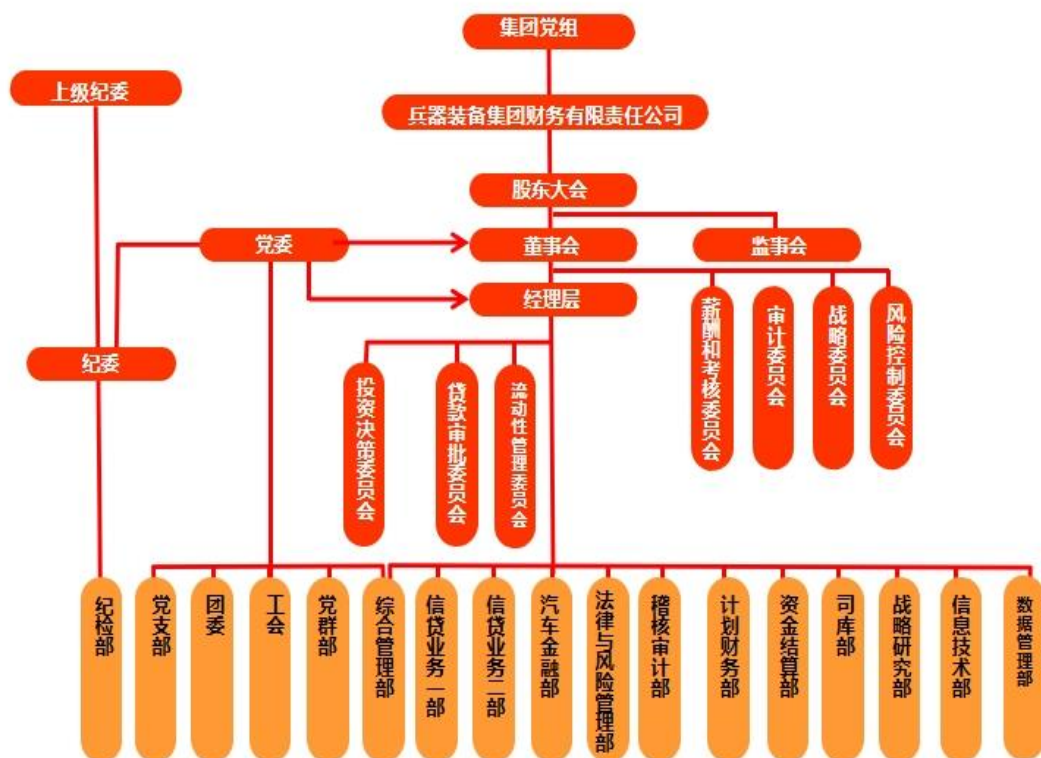 集团党组
上级纪委
兵器装备集团财务有限责任公司
股东大会
党委
董事会
监事会
经理层
纪委
薪酬和考核委员会
审计委员会
战略委员会
风险控制委员会
投资决策委员会
贷款审批委员会
流动性管理委员会
纪检部
党支部
团委
工会
党群部
综合管理部
信贷业务一部
信贷业务二部
汽车金融部
法律与风险管理部
稽核审计部
计划财务部
资金结算部
司库部
战略研究部
信息技术部
数据管理部